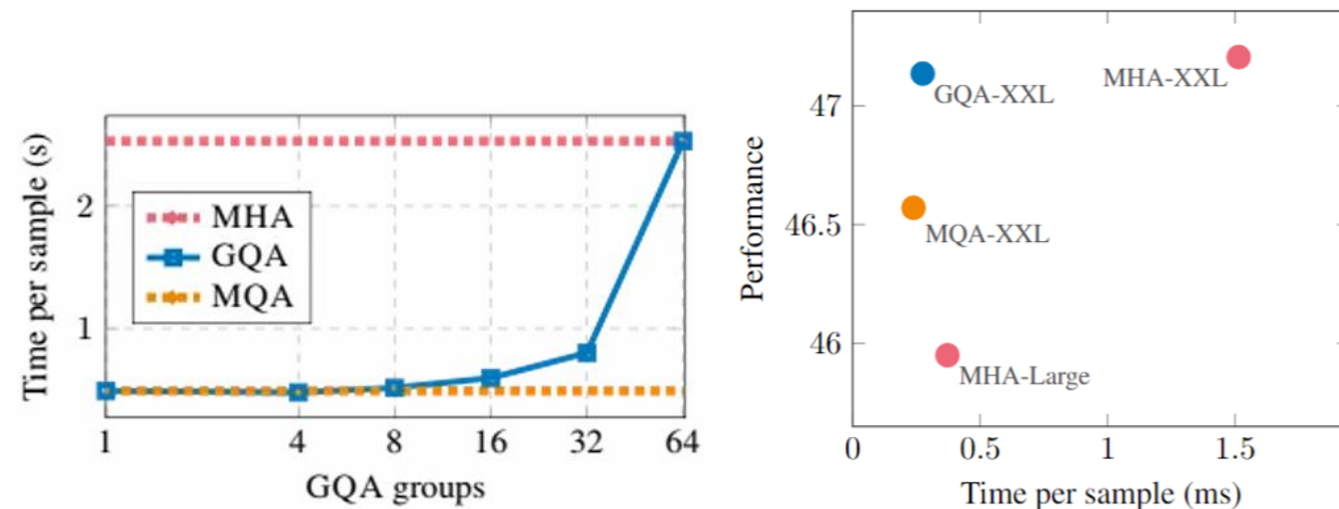 Time per sample (s)
2
1
MHA
GQA
MQA
1 4 8 16 32 64
GQA groups
Performance
47
46.5
46
GQA-XXL
MHA-XXL
MQA-XXL
MHA-Large
0 0.5 1 1.5
Time per sample (ms)